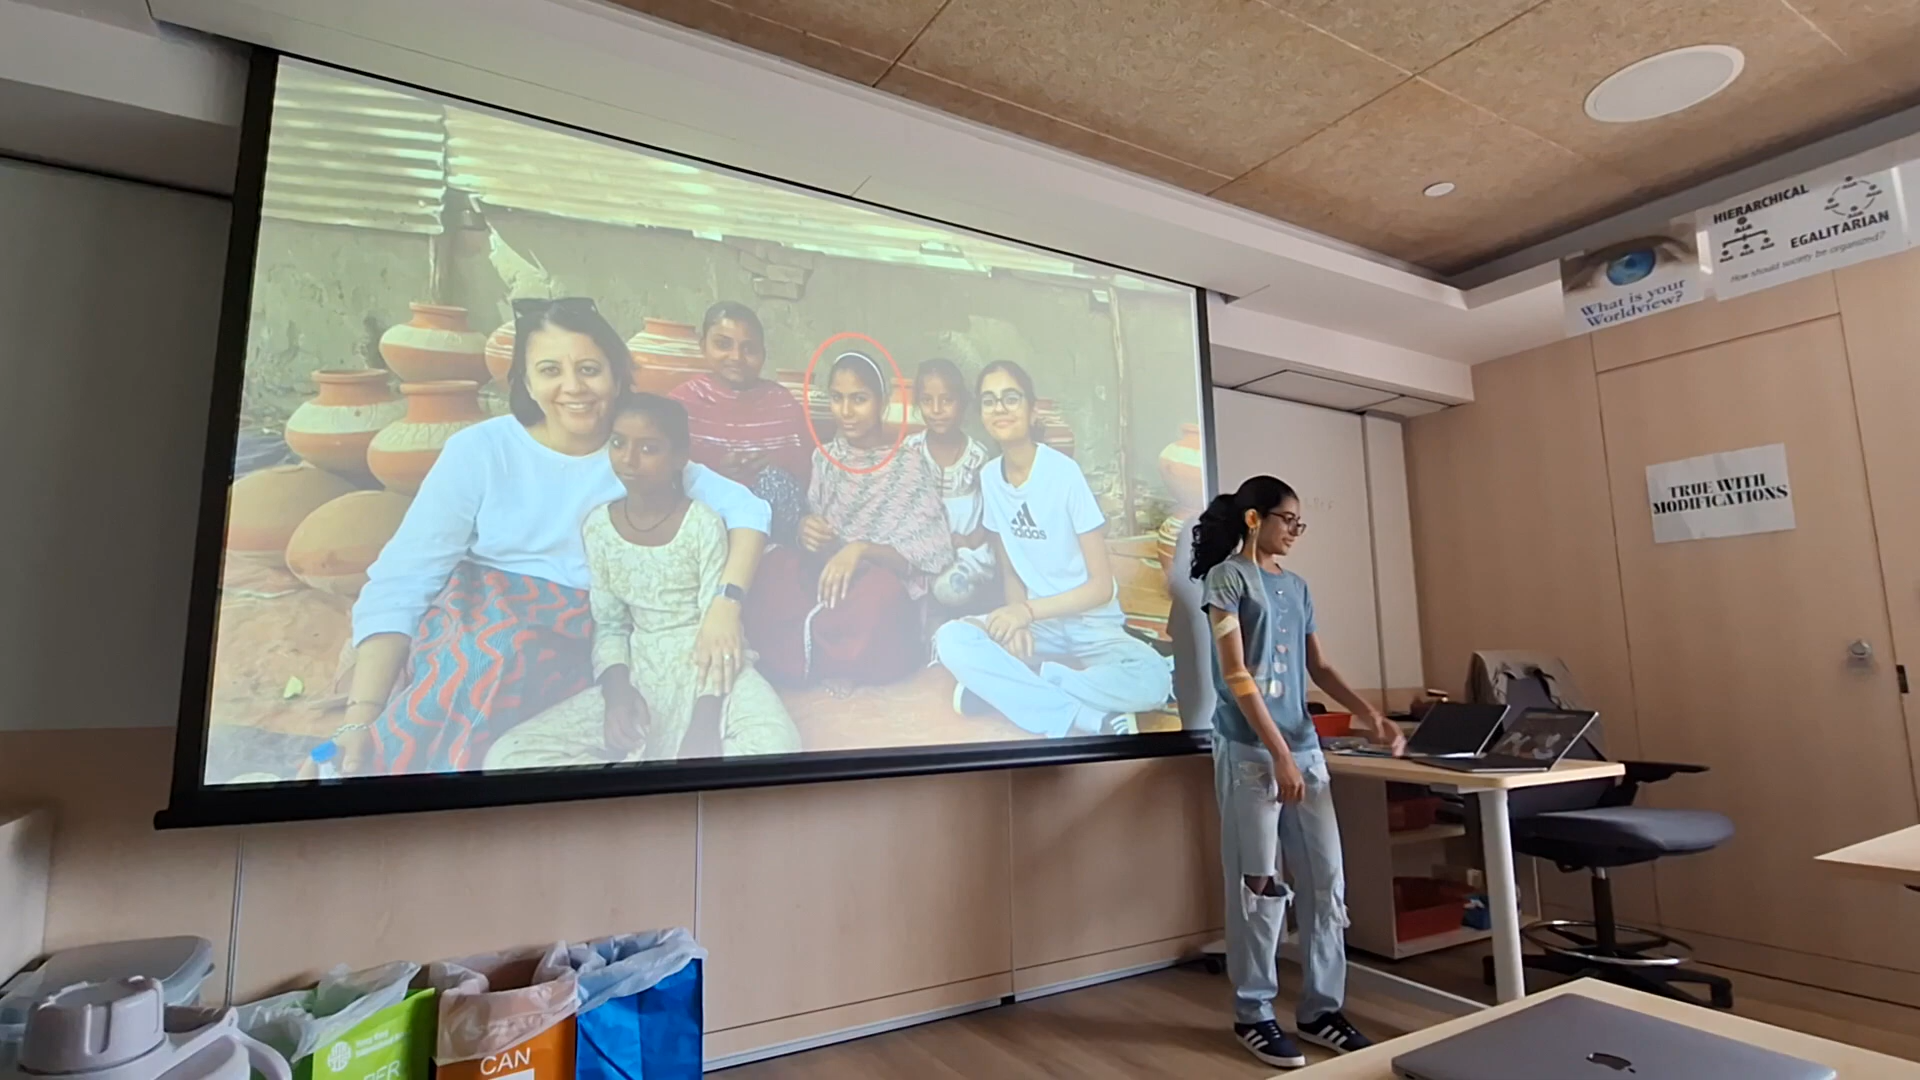 HIERARCHICAL
EGALITARIAN
How should society be organized?
What is your
Worldview?
TRUE WITH
MODIFICATIONS
adidas
CAN